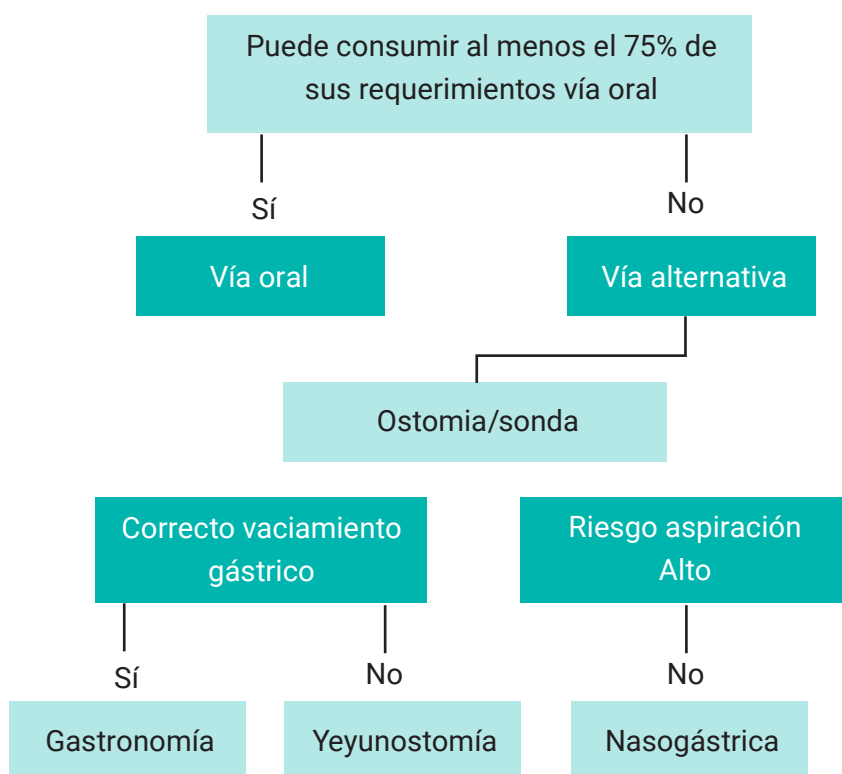 Puede consumir al menos el 75% de
sus requerimientos vía oral
Sí
No
Vía oral
Vía alternativa
Ostomia/sonda
Correcto vaciamiento
gástrico
Riesgo aspiración
Alto
Sí
No
No
Gastronomía
Yeyunostomía
Nasogástrica